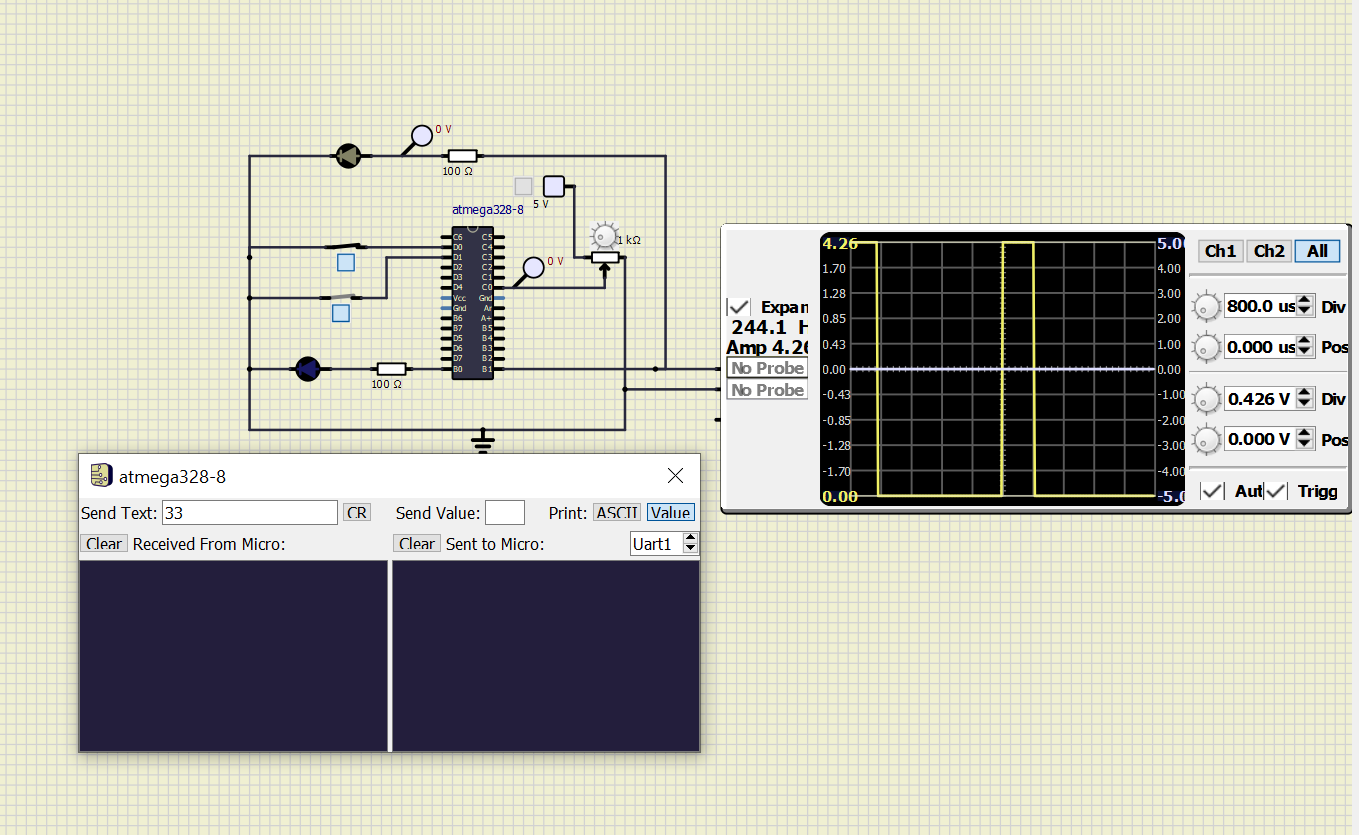 0 V
100 Ω
5 V
atmega328-8
1 kΩ
0 V
C6 C5
D0 C4
D1 C3
D2 C2
D3 C1
D4 C0
Vcc Gnd
Gnd Ar
B6 A+
B7 B5
D5 B4
D6 B3
D7 B2
B0 B1
100 Ω
Expan
244.1 H
Amp 4.26
No Probe
No Probe
4.26 5.0
1.70 4.00
1.28 3.00
0.85 2.00
0.43 1.00
0.00 0.00
-0.43 -1.00
-0.85 -2.00
-1.28 -3.00
-1.70 -4.00
0.00 -5.0
Ch1 Ch2 All
800.0 us Div
0.000 us Pos
0.426 V Div
0.000 V Pos
Aut Trigg
atmega328-8
Send Text: 33 CR Send Value: Print: ASCII Value
Clear Received From Micro: Clear Sent to Micro: Uart1